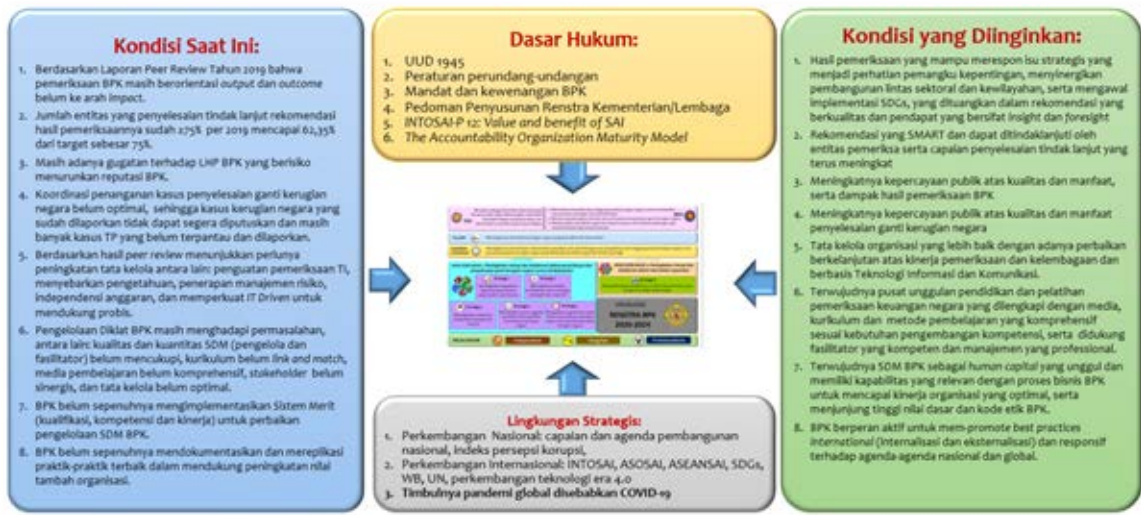 Kondisi Saat Ini:
1. Berdasarkan Laporan Peer Review Tahun 2019 bahwa
pemeriksaan BPK masih berorientasi output dan outcome
belum ke arah impact.
2. Jumlah entitas yang penyelesaian tindak lanjut rekomendasi
hasil pemeriksaannya sudah ≥75% per 2019 mencapai 62,35%
dari target sebesar 75%.
3. Masih adanya gugatan terhadap LHP BPK yang berisiko
menurunkan reputasi BPK.
4. Koordinasi penanganan kasus penyelesaian ganti kerugian
negara belum optimal, sehingga kasus kerugian negara yang
sudah dilaporkan tidak dapat segera diputuskan dan masih
banyak kasus TP yang belum terpantau dan dilaporkan.
5. Berdasarkan hasil peer review menunjukkan perlunya
peningkatan tata kelola antara lain: penguatan pemeriksaan TI,
menyebarkan pengetahuan, penerapan manajemen risiko,
independensi anggaran, dan memperkuat IT Driven untuk
mendukung probis.
6. Pengelolaan Diklat BPK masih menghadapi permasalahan,
antara lain: kualitas dan kuantitas SDM (pengelola dan
fasilitator) belum mencukupi, kurikulum belum link and match,
media pembelajaran belum komprehensif, stakeholder belum
sinergis, dan tata kelola belum optimal.
7. BPK belum sepenuhnya mengimplementasikan Sistem Merit
(kualifikasi, kompetensi dan kinerja) untuk perbaikan
pengelolaan SDM BPK.
8. BPK belum sepenuhnya mendokumentasikan dan mereplikasi
praktik-praktik terbaik dalam mendukung peningkatan nilai
tambah organisasi.
Dasar Hukum:
1. UUD 1945
2. Peraturan perundang-undangan
3. Mandat dan kewenangan BPK
4. Pedoman Penyusunan Renstra Kementerian/Lembaga
5. INTOSAI-P 12: Value and benefit of SAI
6. The Accountability Organization Maturity Model
RENSTRA BPK
2020-2024
Lingkungan Strategis:
1. Perkembangan Nasional: capaian dan agenda pembangunan
nasional, indeks persepsi korupsi,
2. Perkembangan Internasional: INTOSAI, ASOSAI, ASEANSAI, SDGs,
WB, UN, perkembangan teknologi era 4.0
3. Timbulnya pandemi global disebabkan COVID-19
Kondisi yang Diinginkan:
1. Hasil pemeriksaan yang mampu merespon isu strategis yang
menjadi perhatian pemangku kepentingan, menyinergikan
pembangunan lintas sektoral dan kewilayahan, serta mengawal
implementasi SDGs, yang dituangkan dalam rekomendasi yang
berkualitas dan pendapat yang bersifat insight dan foresight
2. Rekomendasi yang SMART dan dapat ditindaklanjuti oleh
entitas pemeriksa serta capaian penyelesaian tindak lanjut yang
terus meningkat
3. Meningkatnya kepercayaan publik atas kualitas dan manfaat,
serta dampak hasil pemeriksaan BPK
4. Meningkatnya kepercayaan publik atas kualitas dan manfaat
penyelesaian ganti kerugian negara
5. Tata kelola organisasi yang lebih baik dengan adanya perbaikan
berkelanjutan atas kinerja pemeriksaan dan kelembagaan dan
berbasis Teknologi Informasi dan Komunikasi.
6. Terwujudnya pusat unggulan pendidikan dan pelatihan
pemeriksaan keuangan negara yang dilengkapi dengan media,
kurikulum dan metode pembelajaran yang komprehensif
sesuai kebutuhan pengembangan kompetensi, serta didukung
fasilitator yang kompeten dan manajemen yang professional.
7. Terwujudnya SDM BPK sebagai human capital yang unggul dan
memiliki kapabilitas yang relevan dengan proses bisnis BPK
untuk mencapai kinerja organisasi yang optimal, serta
menjunjung tinggi nilai dasar dan kode etik BPK.
8. BPK berperan aktif untuk mem-promote best practices
international (internalisasi dan eksternalisasi) dan responsif
terhadap agenda-agenda nasional dan global.